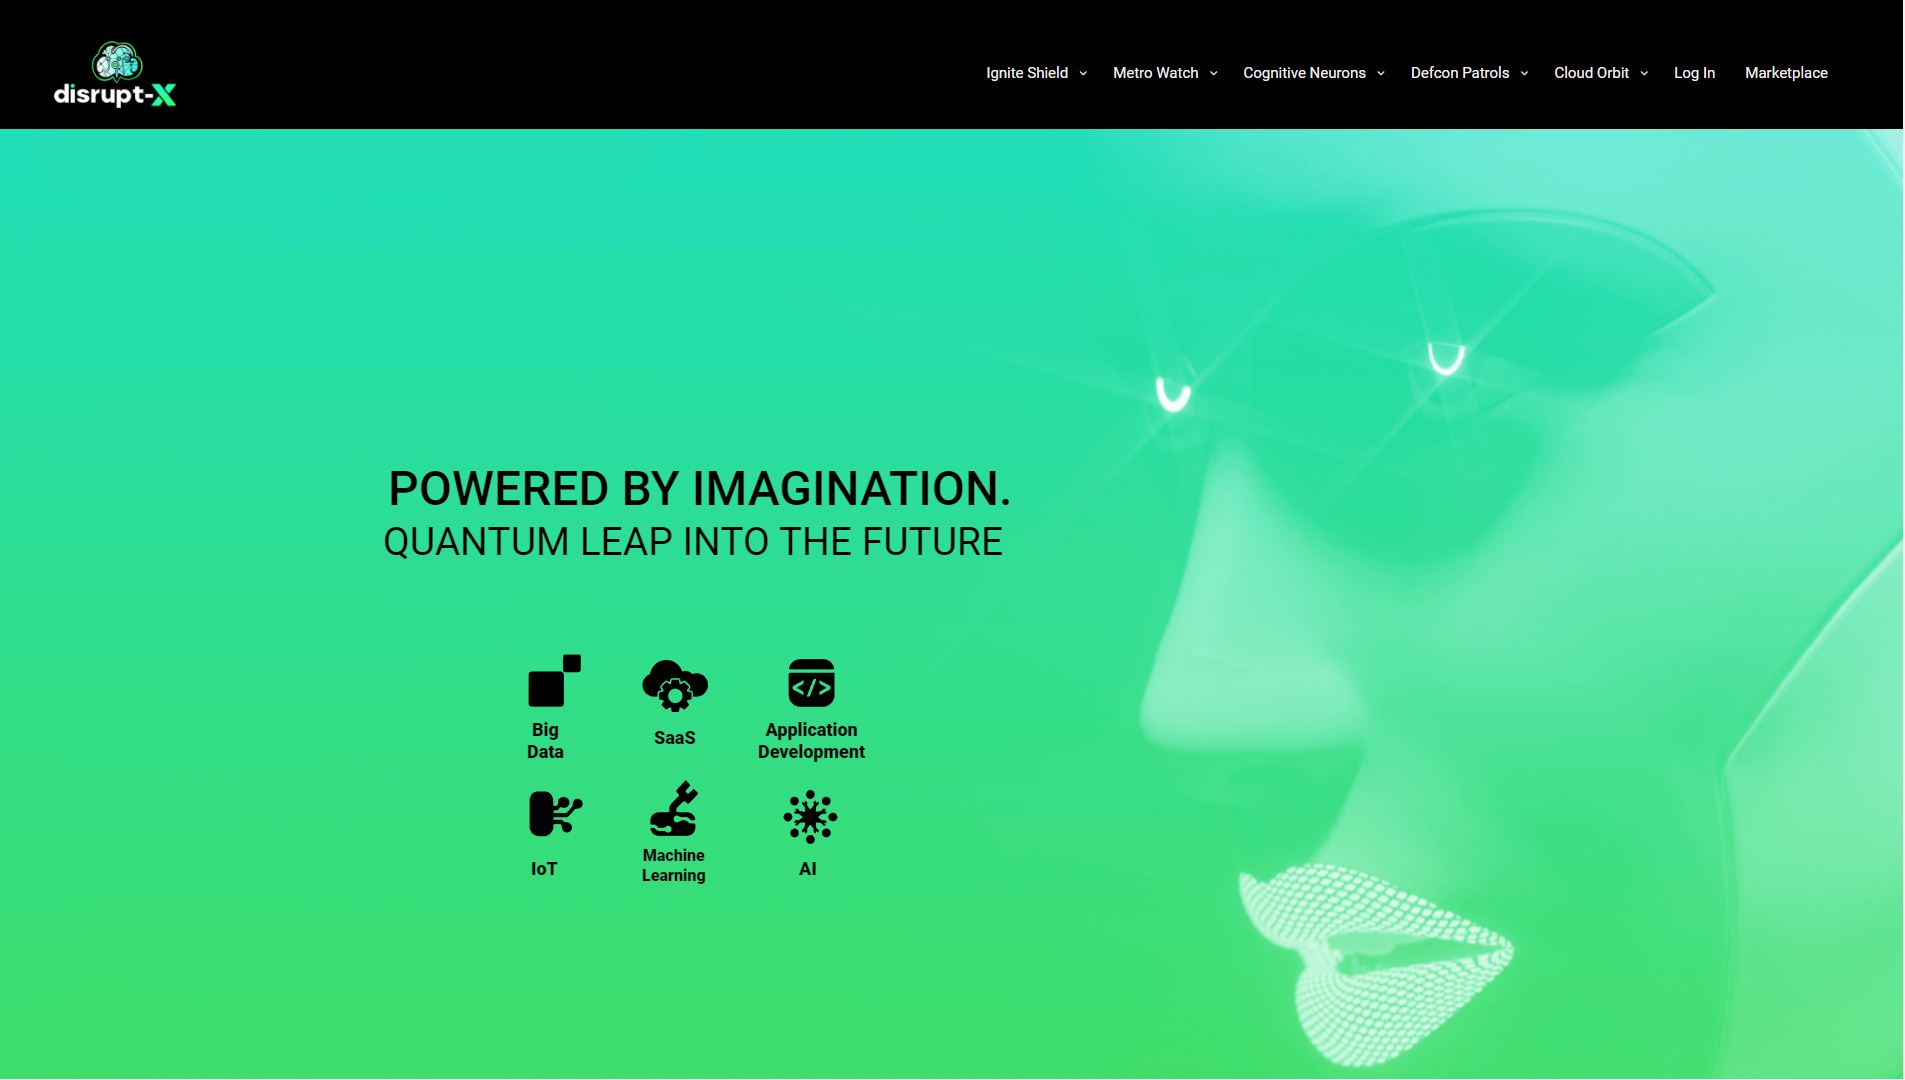 disrupt-X
Ignite Shield Metro Watch Cognitive Neurons Defcon Patrols Cloud Orbit Log In Marketplace
POWERED BY IMAGINATION.
QUANTUM LEAP INTO THE FUTURE
Big
Data
SaaS
</>
Application
Development
IoT
Machine
Learning
AI